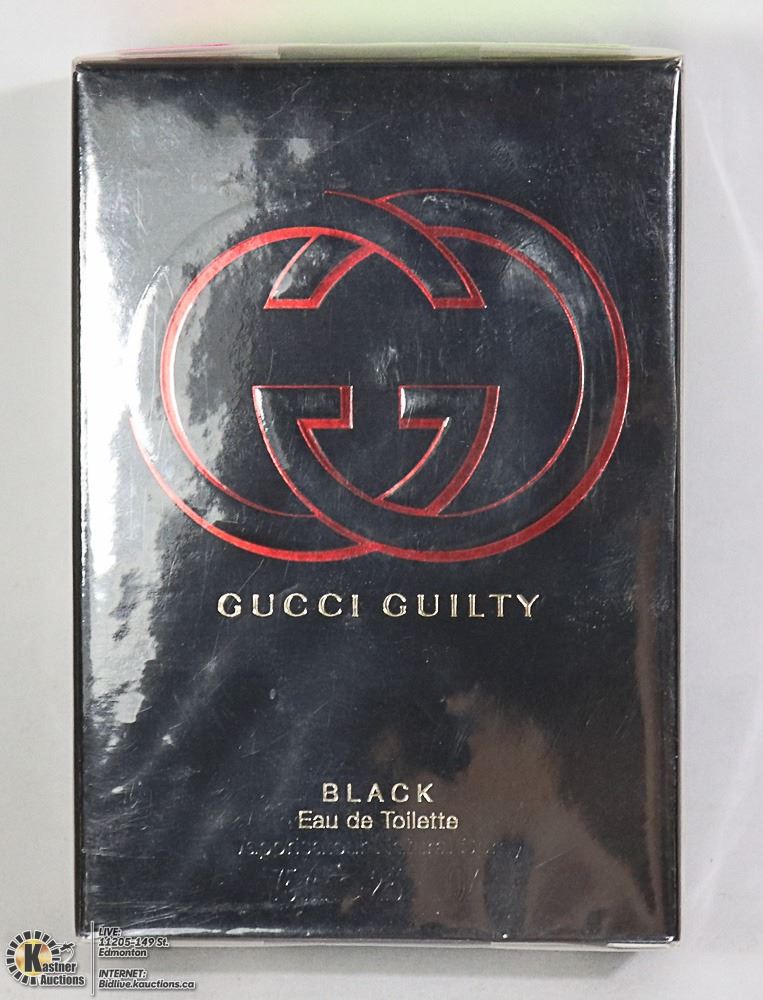 GUCCI GUILTY
BLACK
Eau de Toilette
Kastner
Auctions
LIVE:
11205-149 St.
Edmonton
INTERNET:
Bidlive.kauctions.ca